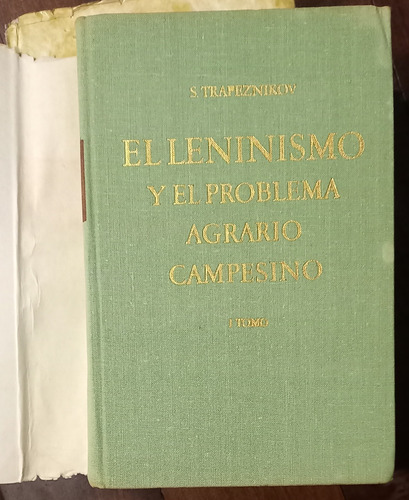 S. TRAPEZNIKOV
EL LENINISMO
Y EL PROBLEMA
AGRARIO
CAMPESINO
I TOMO